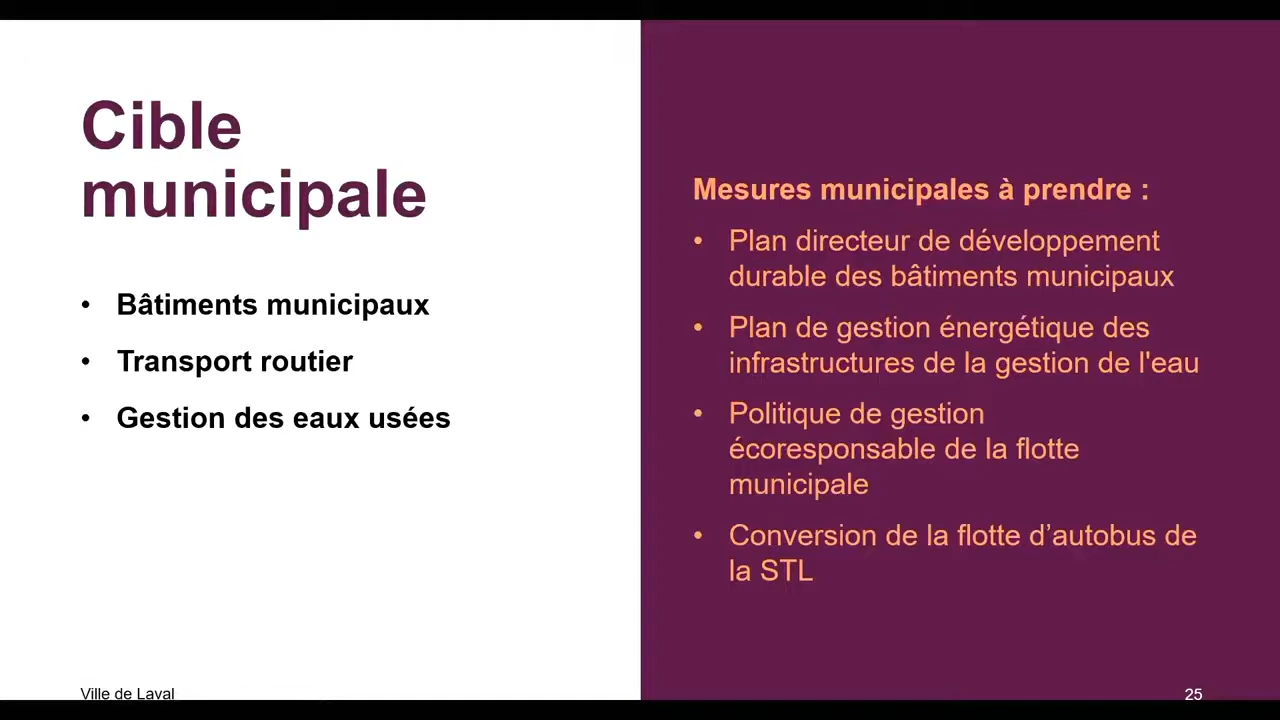 Cible
municipale
• Bâtiments municipaux
• Transport routier
• Gestion des eaux usées
Mesures municipales à prendre :
• Plan directeur de développement
durable des bâtiments municipaux
• Plan de gestion énergétique des
infrastructures de la gestion de l'eau
• Politique de gestion
écoresponsable de la flotte
municipale
• Conversion de la flotte d’autobus de
la STL
Ville de Laval
25